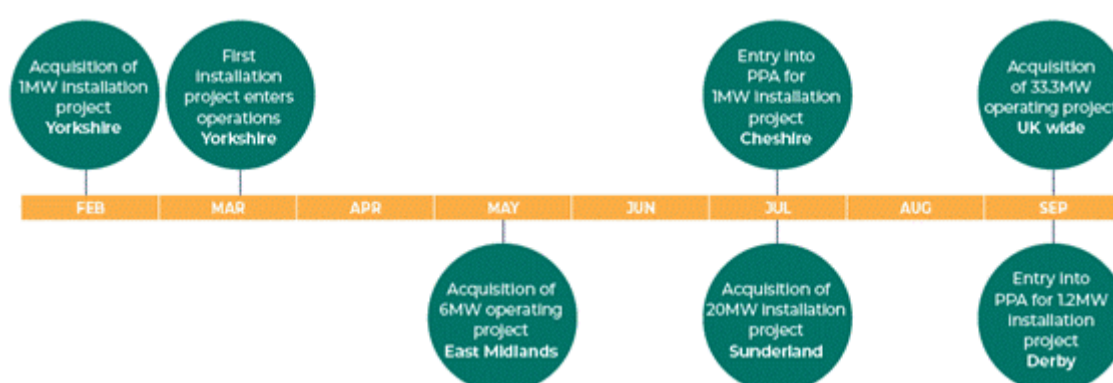 Acquisition of
1MW installation
project
Yorkshire
First
installation
project enters
operations
Yorkshire
Entry into
PPA for
1MW installation
project
Cheshire
Acquisition
of 33.3MW
operating project
UK wide
FEB
MAR
APR
MAY
JUN
JUL
AUG
SEP
Acquisition of
6MW operating
project
East Midlands
Acquisition of
20MW installation
project
Sunderland
Entry into
PPA for 1.2MW
installation
project
Derby